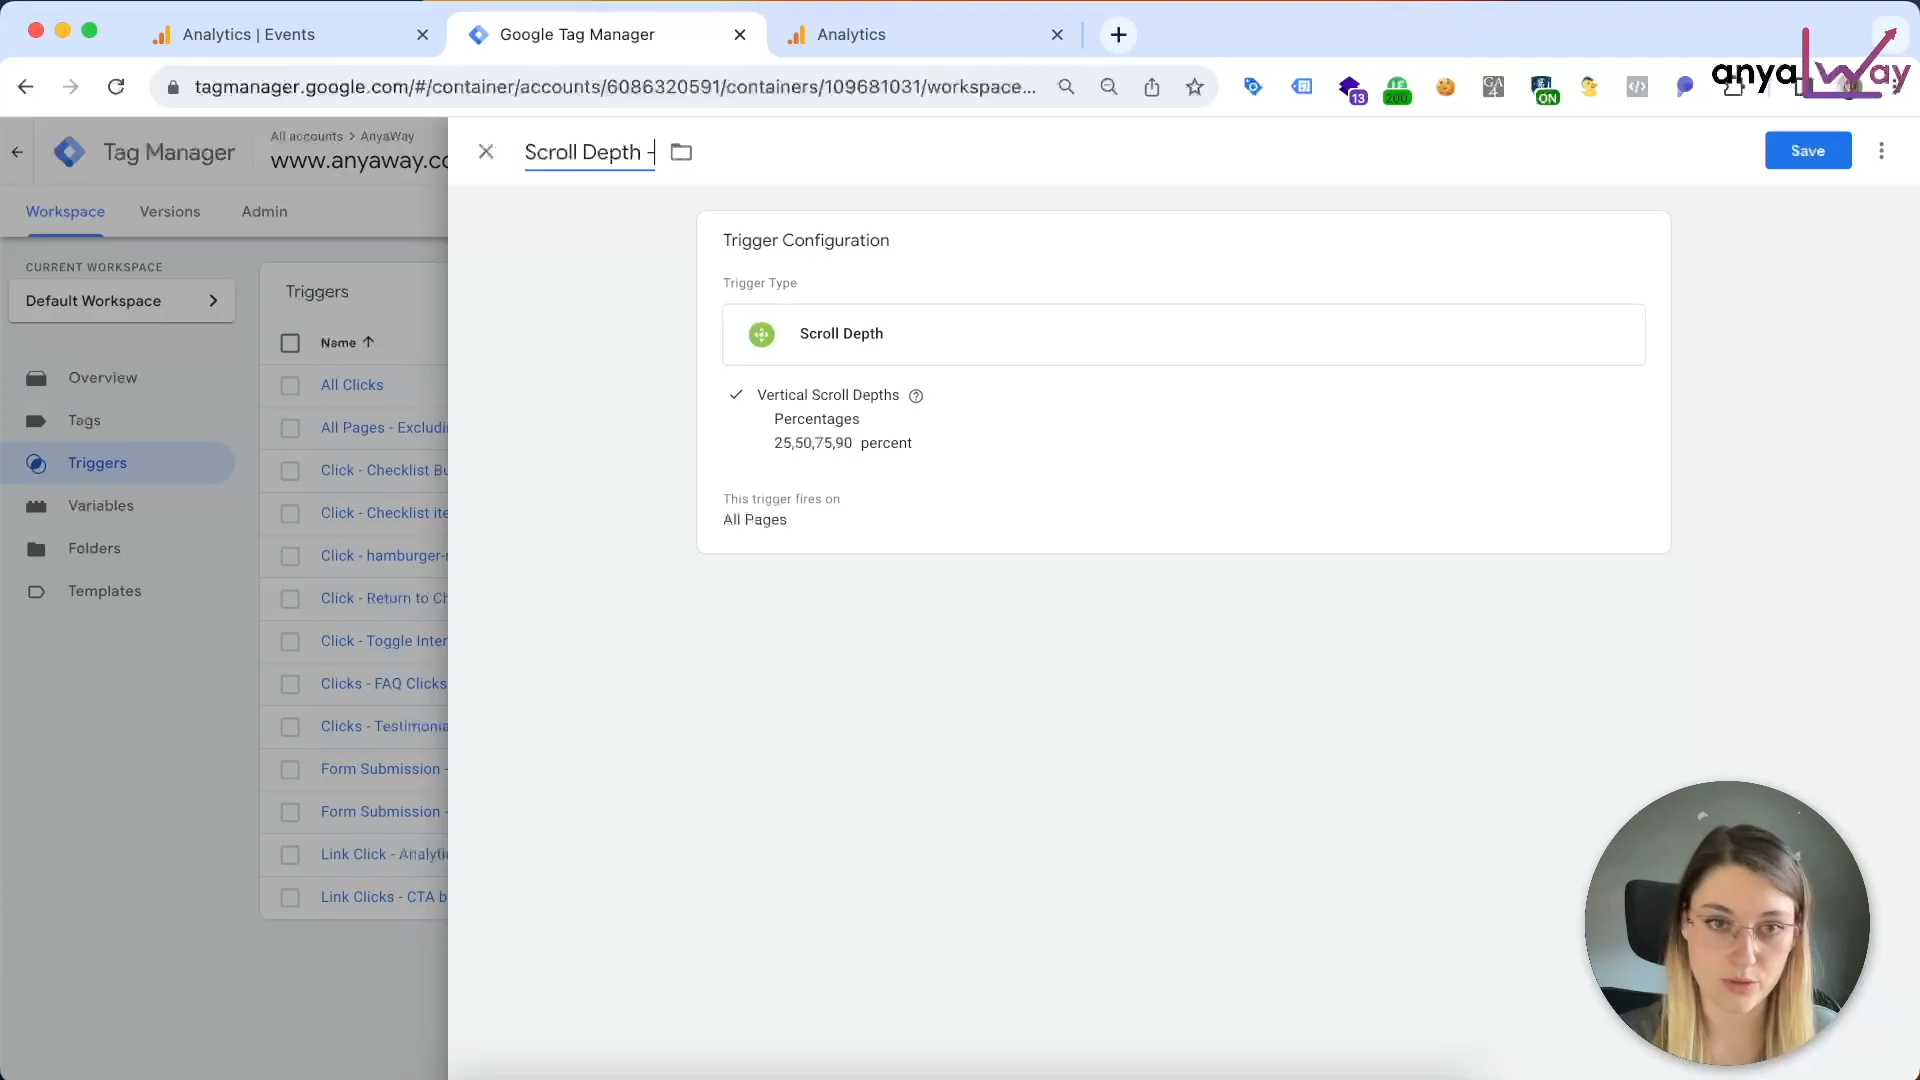 Analytics | Events
Google Tag Manager
Analytics
tagmanager.google.com/#/container/accounts/6086320591/containers/109681031/workspace...
13
200
GA4
ON
anyaWay
Tag Manager
All accounts > AnyaWay
www.anyaway.co
Scroll Depth -
Save
Workspace
Versions
Admin
CURRENT WORKSPACE
Default Workspace
Overview
Tags
Triggers
Variables
Folders
Templates
Triggers
Name
All Clicks
All Pages - Excludi
Click - Checklist Bu
Click - Checklist ite
Click - hamburger-
Click - Return to Ch
Click - Toggle Inter
Clicks - FAQ Clicks
Clicks - Testimonia
Form Submission -
Form Submission -
Link Click - Analytic
Link Clicks - CTA b
Trigger Configuration
Trigger Type
Scroll Depth
Vertical Scroll Depths
Percentages
25,50,75,90 percent
This trigger fires on
All Pages